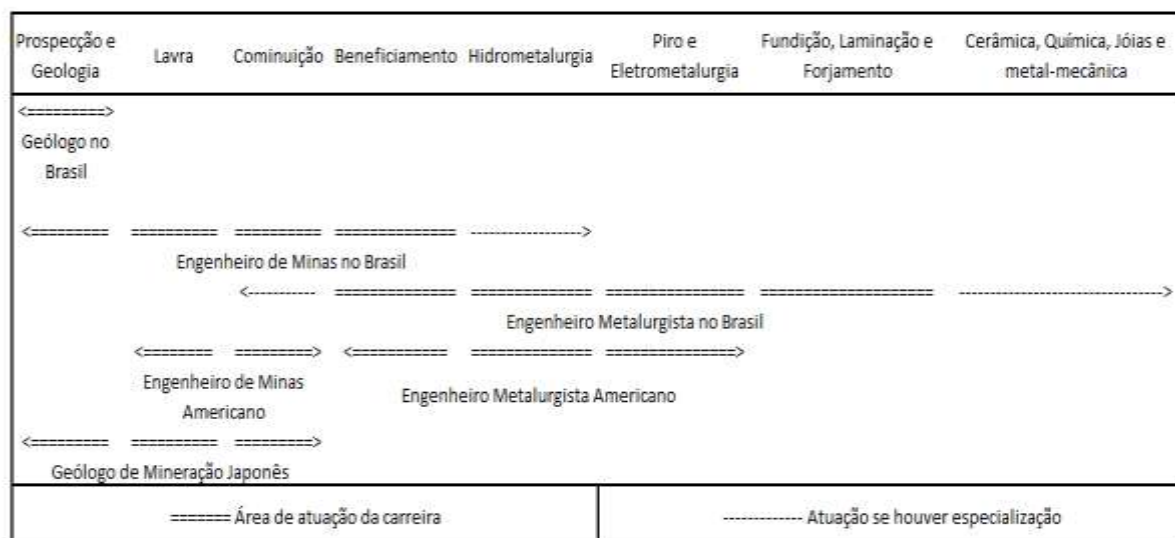 Prospecção e Geologia Lavra Cominuição Beneficiamento Hidrometalurgia Piro e Eletrometalurgia Fundição, Laminação e Forjamento Cerâmica, Química, Jóias e metal-mecânica
<=========>
Geólogo no
Brasil
<========= ========== ========== ============== ----------------->
Engenheiro de Minas no Brasil
<----------- ============== ============== ================ ==================== ------------------------------->
Engenheiro Metalurgista no Brasil
<======== =========> <=========== ============== ===============>
Engenheiro de Minas
Americano
Engenheiro Metalurgista Americano
<========= ========== =========>
Geólogo de Mineração Japonês
======= Área de atuação da carreira
------------- Atuação se houver especialização